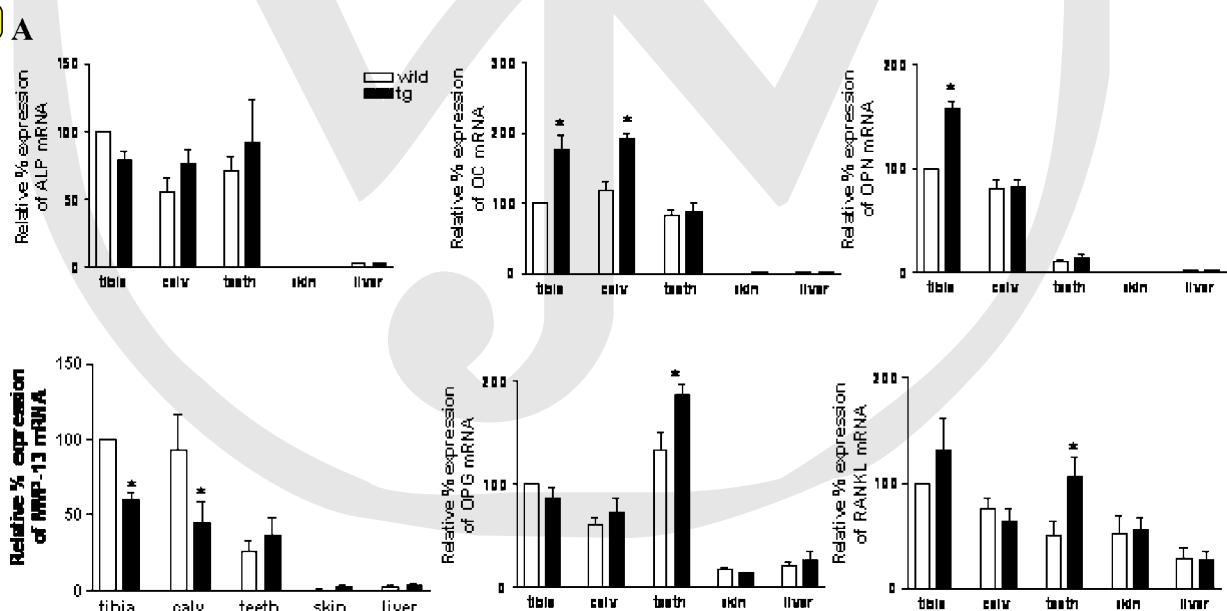 A
Relative % expression
of ALP mRNA
150
100
50
0
tibia calv teeth skin liver
wild
tg
Relative % expression
of OC mRNA
300
200
100
0
* *
tibia calv teeth skin liver
Relative % expression
of OPN mRNA
200
100
0
*
tibia calv teeth skin liver
Relative % expression
of MMP-13 mRNA
150
100
50
0
* *
tibia calv teeth skin liver
Relative % expression
of OPG mRNA
200
100
0
*
tibia calv teeth skin liver
Relative % expression
of RANKL mRNA
200
100
0
*
tibia calv teeth skin liver